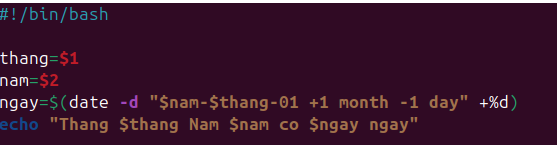 #!/bin/bash
thang=$1
nam=$2
ngay=$(date -d "$nam-$thang-01 +1 month -1 day" +%d)
echo "Thang $thang Nam $nam co $ngay ngay"